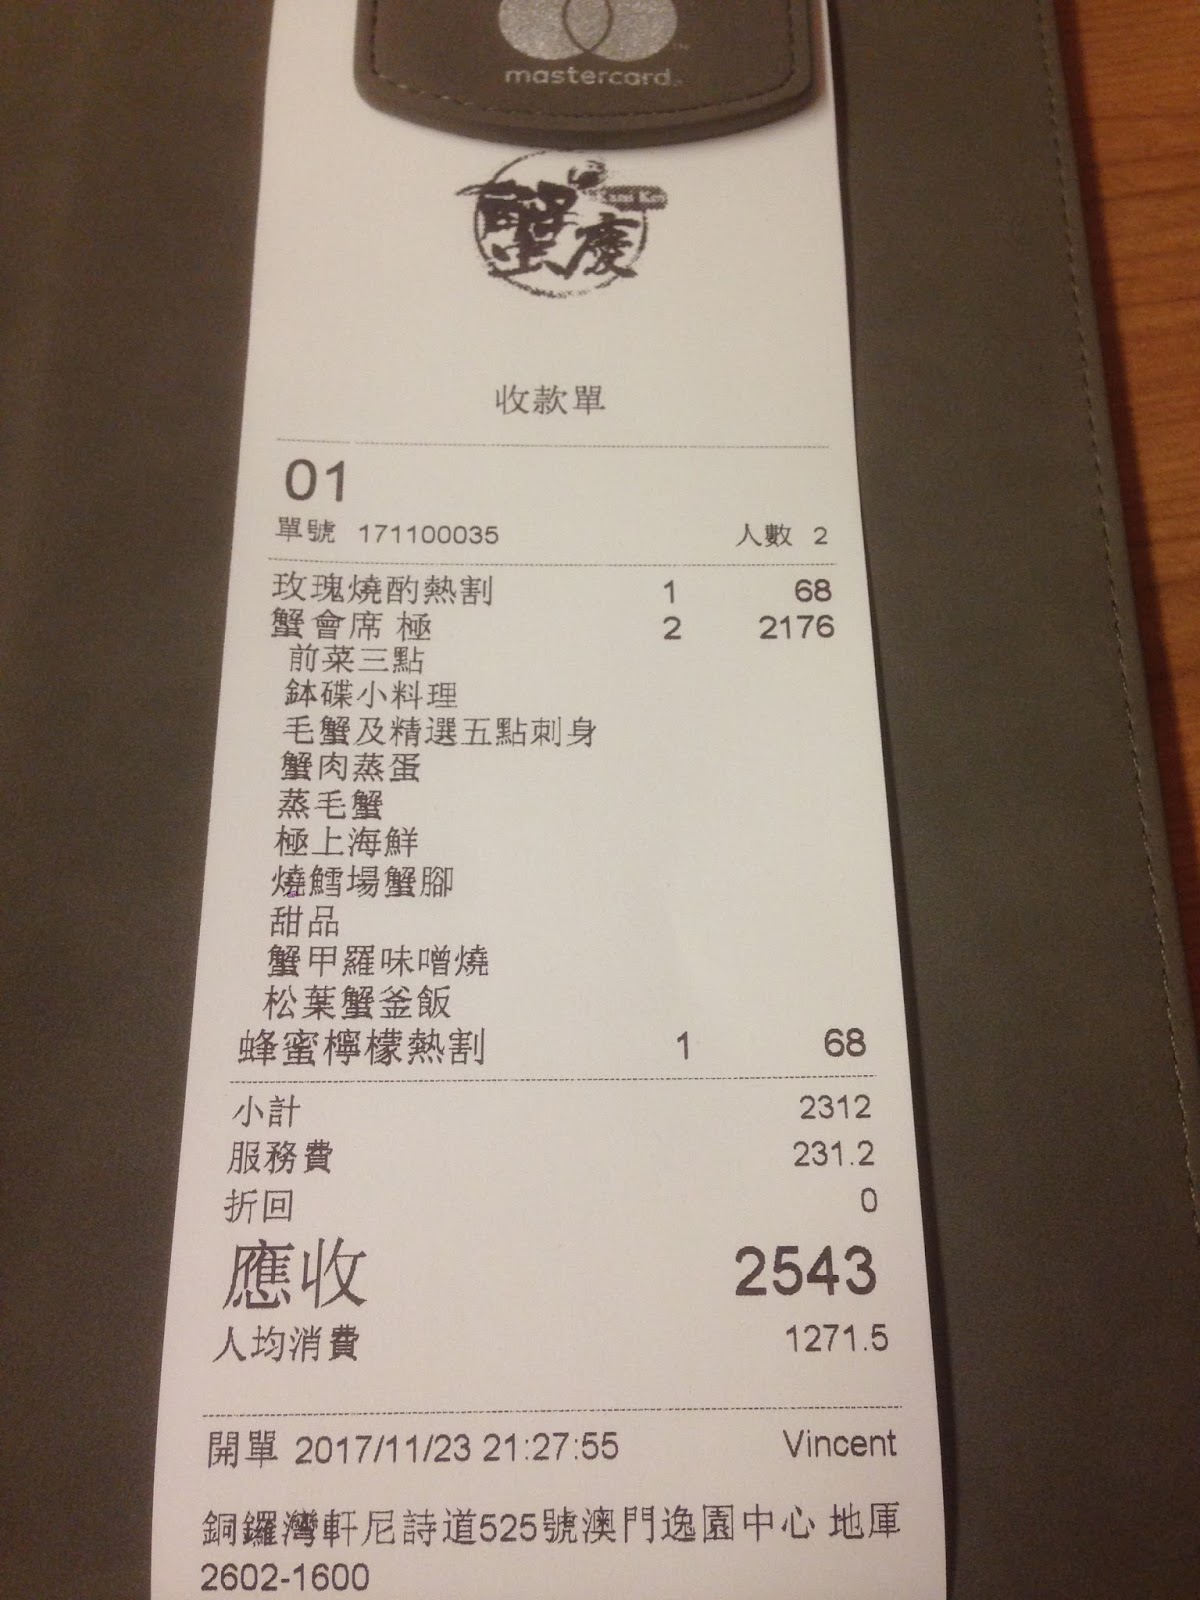 mastercard
蟹慶
收款單
01
單號 171100035 人數 2
玫瑰燒酌熱割 1 68
蟹會席 極 2 2176
前菜三點
鉢碟小料理
毛蟹及精選五點刺身
蟹肉蒸蛋
蒸毛蟹
極上海鮮
燒鱈場蟹腳
甜品
蟹甲羅味噌燒
松葉蟹釜飯
蜂蜜檸檬熱割 1 68
小計 2312
服務費 231.2
折回 0
應收 2543
人均消費 1271.5
開單 2017/11/23 21:27:55 Vincent
銅鑼灣軒尼詩道525號澳門逸園中心 地厙
2602-1600